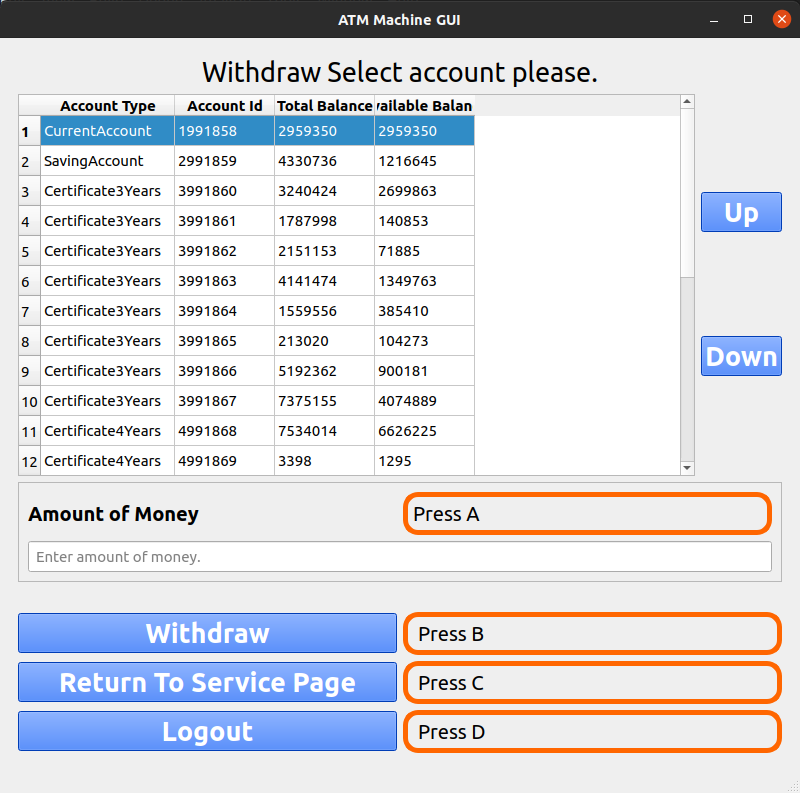 ATM Machine GUI
Withdraw Select account please.
Account Type Account Id Total Balance vailable Balan
1 CurrentAccount 1991858 2959350 2959350
2 SavingAccount 2991859 4330736 1216645
3 Certificate3Years 3991860 3240424 2699863
4 Certificate3Years 3991861 1787998 140853
5 Certificate3Years 3991862 2151153 71885
6 Certificate3Years 3991863 4141474 1349763
7 Certificate3Years 3991864 1559556 385410
8 Certificate3Years 3991865 213020 104273
9 Certificate3Years 3991866 5192362 900181
10 Certificate3Years 3991867 7375155 4074889
11 Certificate4Years 4991868 7534014 6626225
12 Certificate4Years 4991869 3398 1295
Up
Down
Amount of Money Press A
Enter amount of money.
Withdraw Press B
Return To Service Page Press C
Logout Press D